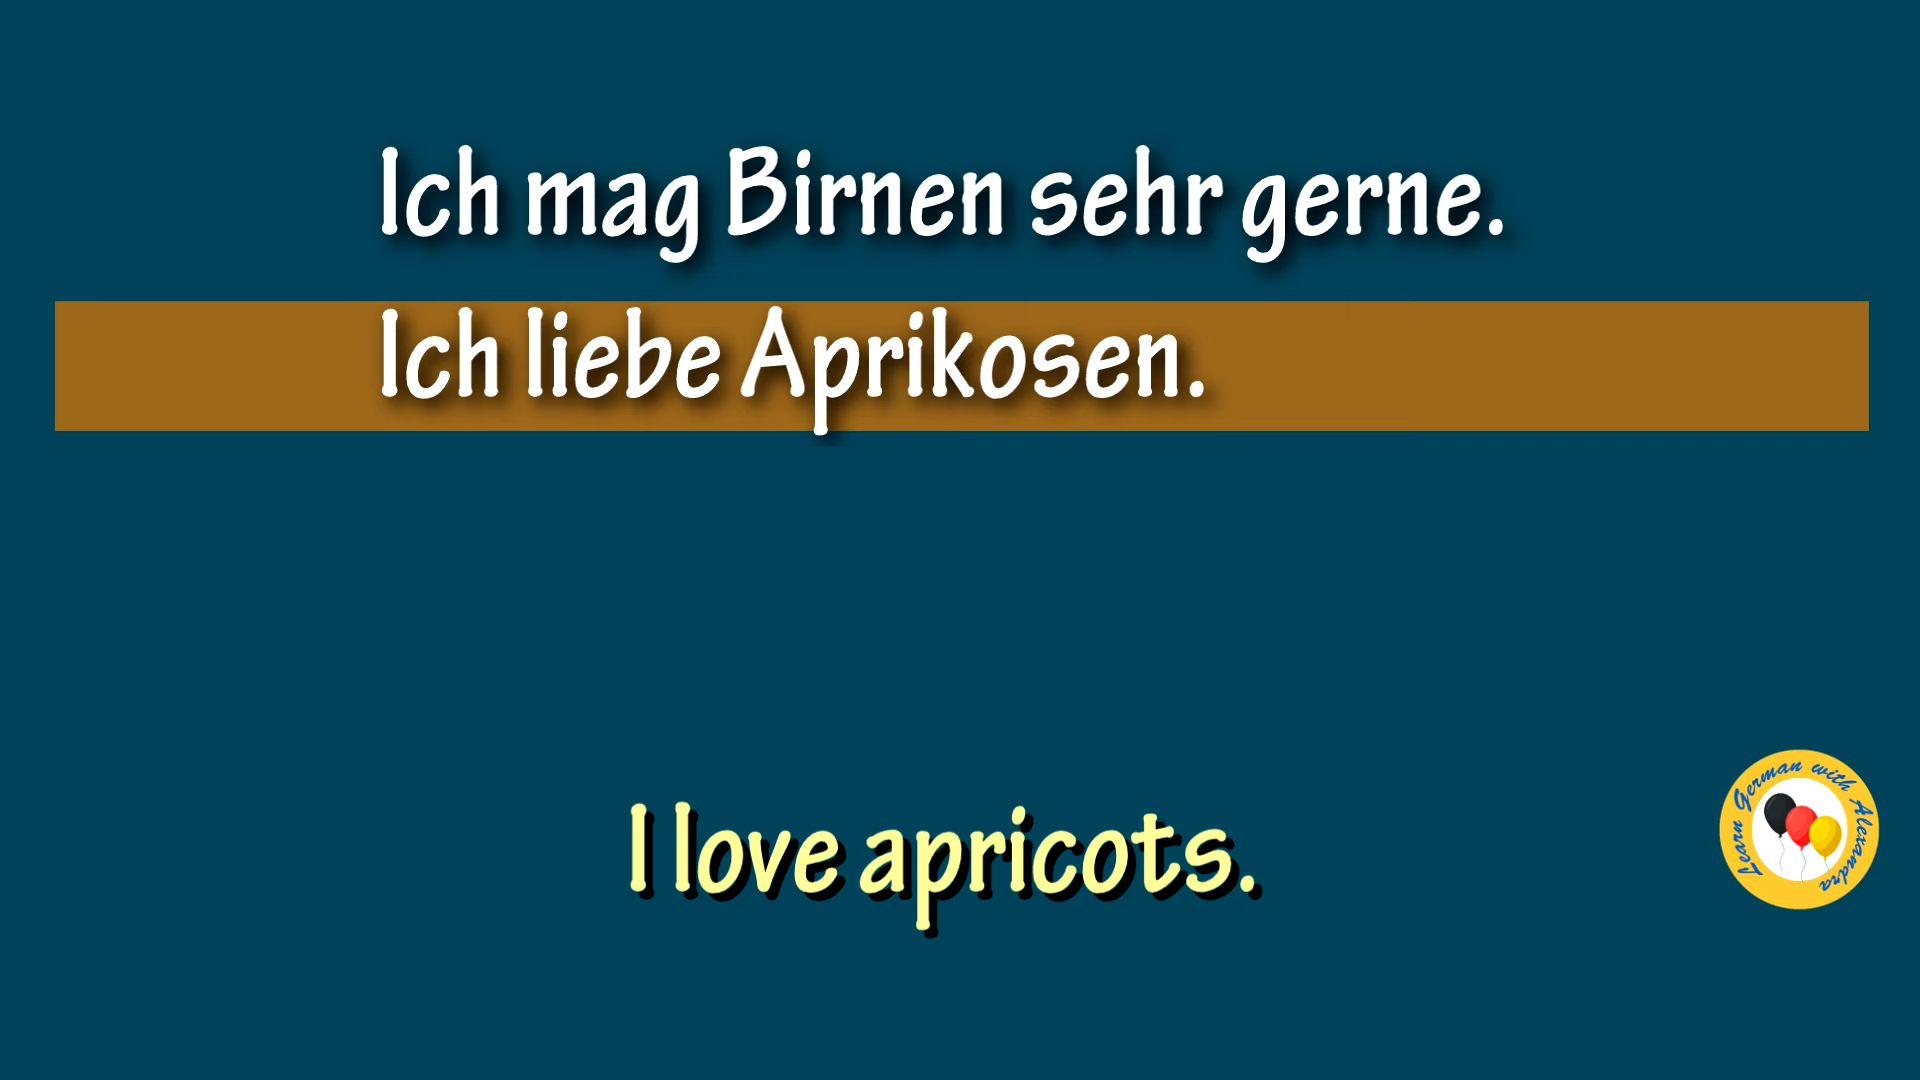 Ich mag Birnen sehr gerne.
Ich liebe Aprikosen.
I love apricots.
Learn German with Alexandra